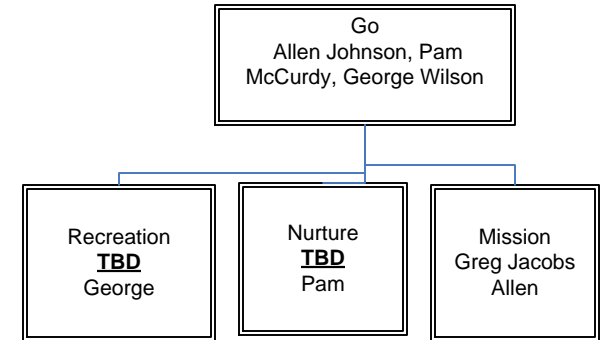 Go
Allen Johnson, Pam
McCurdy, George Wilson
Recreation
TBD
George
Nurture
TBD
Pam
Mission
Greg Jacobs
Allen